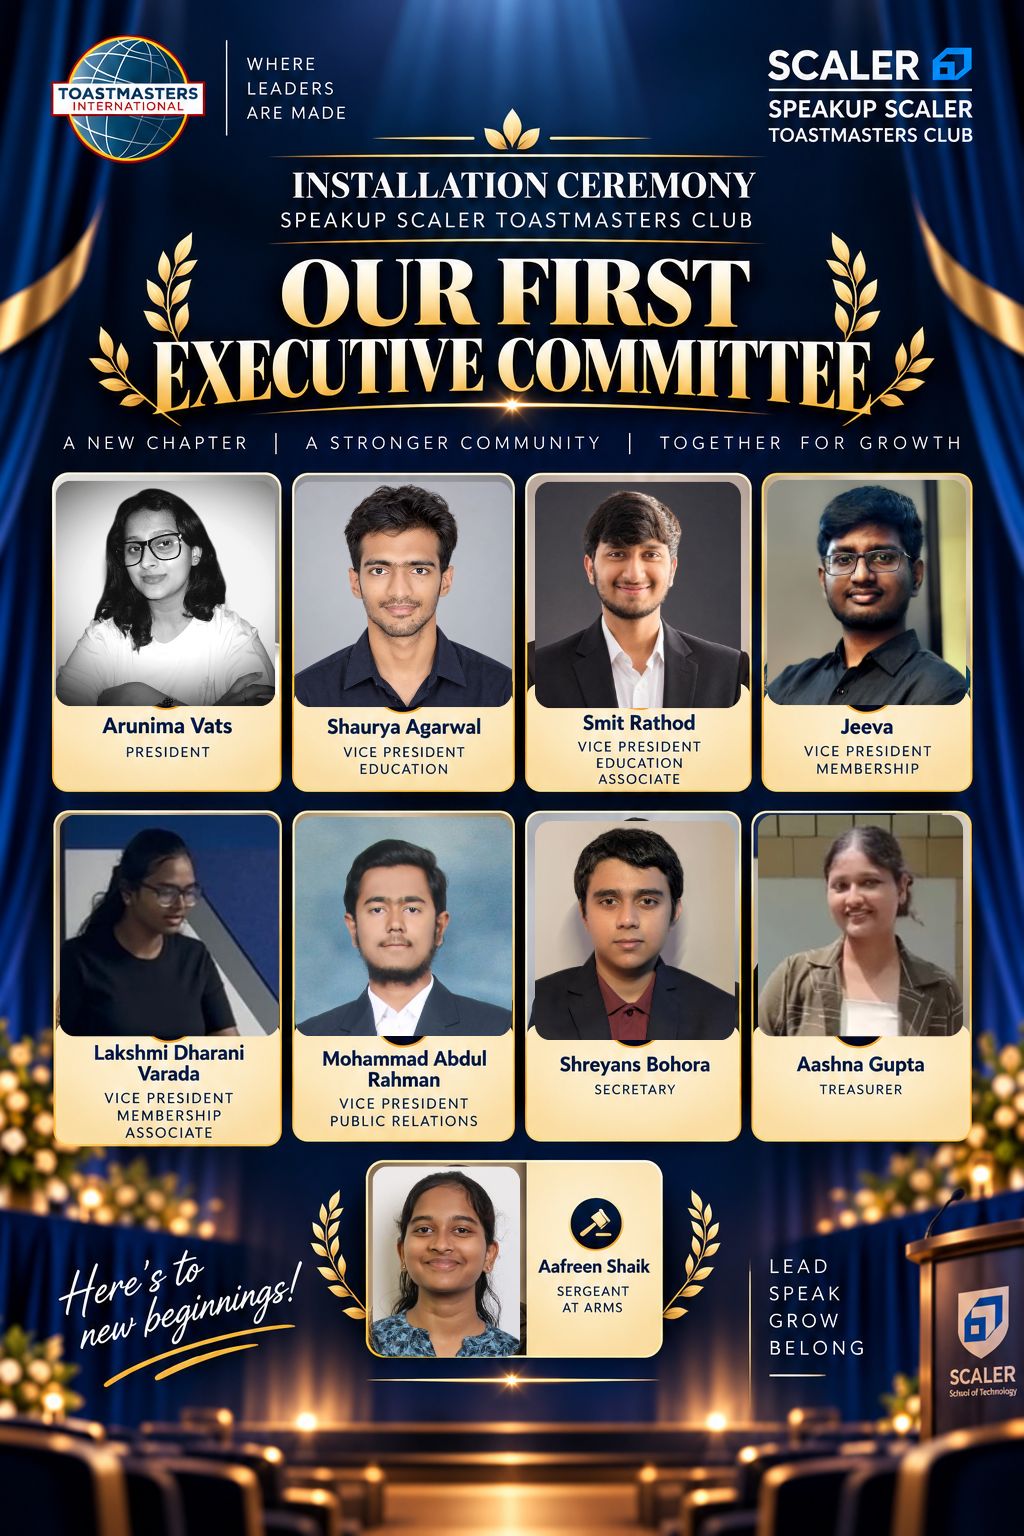 TOASTMASTERS
INTERNATIONAL
WHERE
LEADERS
ARE MADE
SCALER
SPEAKUP SCALER
TOASTMASTERS CLUB
INSTALLATION CEREMONY
SPEAKUP SCALER TOASTMASTERS CLUB
OUR FIRST
EXECUTIVE COMMITTEE
A NEW CHAPTER | A STRONGER COMMUNITY | TOGETHER FOR GROWTH
Arunima Vats
PRESIDENT
Shaurya Agarwal
VICE PRESIDENT
EDUCATION
Smit Rathod
VICE PRESIDENT
EDUCATION
ASSOCIATE
Jeeva
VICE PRESIDENT
MEMBERSHIP
Lakshmi Dharani
Varada
VICE PRESIDENT
MEMBERSHIP
ASSOCIATE
Mohammad Abdul
Rahman
VICE PRESIDENT
PUBLIC RELATIONS
Shreyans Bohora
SECRETARY
Aashna Gupta
TREASURER
Aafreen Shaik
SERGEANT
AT ARMS
Here's to
new beginnings!
LEAD
SPEAK
GROW
BELONG
SCALER
School of Technology